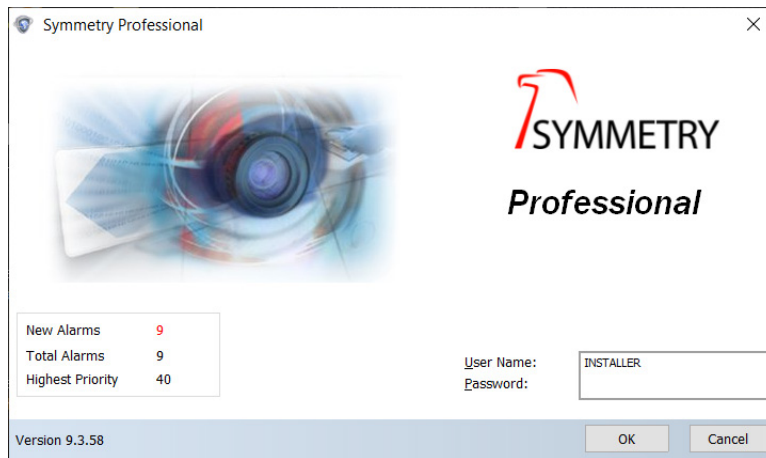 Symmetry Professional
SYMMETRY
Professional
New Alarms 9
Total Alarms 9
Highest Priority 40
User Name: INSTALLER
Password:
Version 9.3.58
OK Cancel